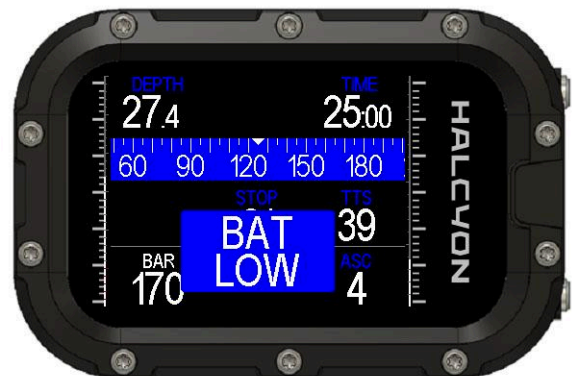 DEPTH TIME
27.4 25:00
60 90 120 150 180
STOP TTS
39
BAT
LOW
BAR ASC
170 4
HALCYON